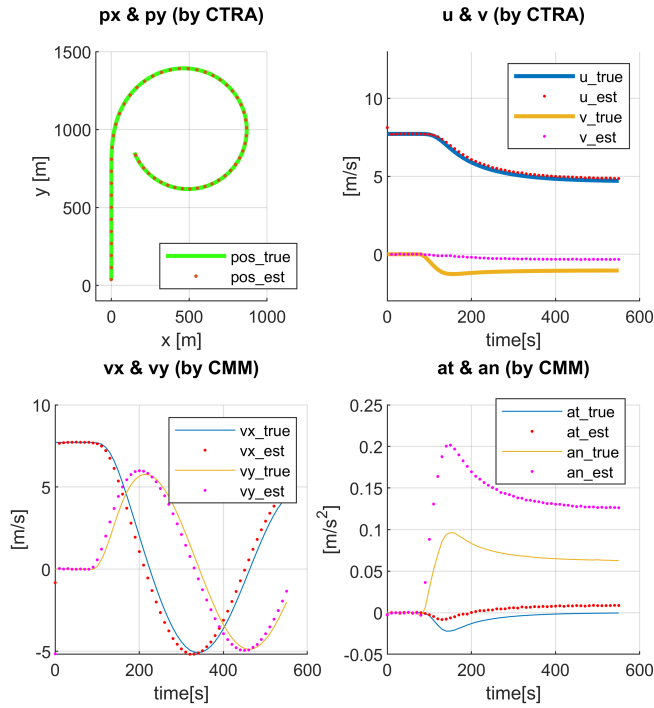 px & py (by CTRA)
1500
1000
500
0
y [m]
0
500
1000
x [m]
pos_true
pos_est
u & v (by CTRA)
10
5
0
[m/s]
0
200
400
600
time[s]
u_true
u_est
v_true
v_est
vx & vy (by CMM)
10
5
0
-5
[m/s]
0
200
400
600
time[s]
vx_true
vx_est
vy_true
vy_est
at & an (by CMM)
0.25
0.2
0.15
0.1
0.05
0
-0.05
[m/s²]
0
200
400
600
time[s]
at_true
at_est
an_true
an_est